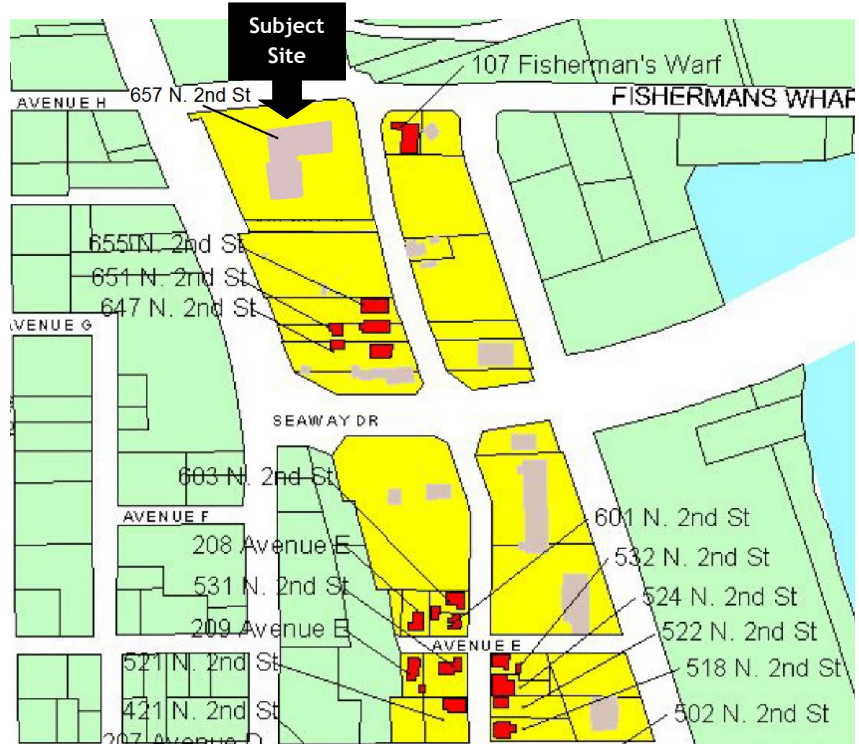 Subject
Site
107 Fisherman's Warf
657 N. 2nd St
AVENUE H
FISHERMANS WHAR
655 N. 2nd St
651 N. 2nd St
647 N. 2nd St
AVENUE G
SEAWAY DR
603 N. 2nd St
601 N. 2nd St
AVENUE F
208 Avenue E
532 N. 2nd St
531 N. 2nd St
524 N. 2nd St
209 Avenue E
AVENUE E
522 N. 2nd St
521 N. 2nd St
518 N. 2nd St
421 N. 2nd St
502 N. 2nd St
207 Avenue D